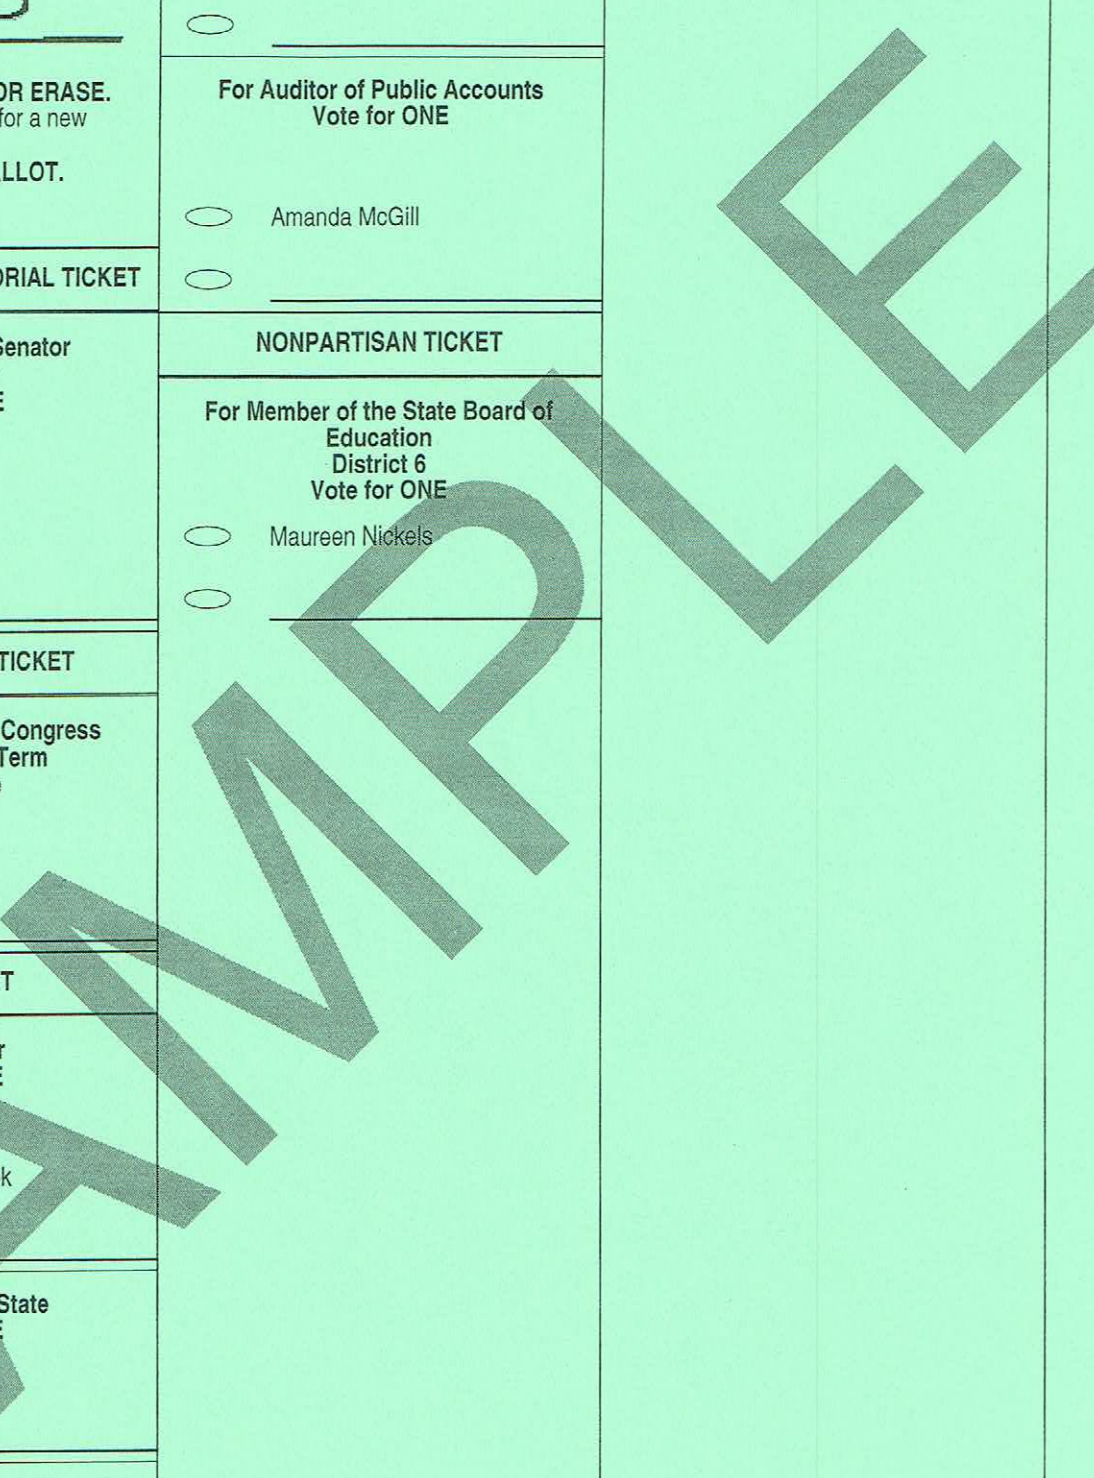 OR ERASE.
for a new
LLOT.
ORIAL TICKET
Senator
E
TICKET
Congress
Term
T
r
E
k
State
E
For Auditor of Public Accounts
Vote for ONE
Amanda McGill
NONPARTISAN TICKET
For Member of the State Board of
Education
District 6
Vote for ONE
Maureen Nickels
AMPLE